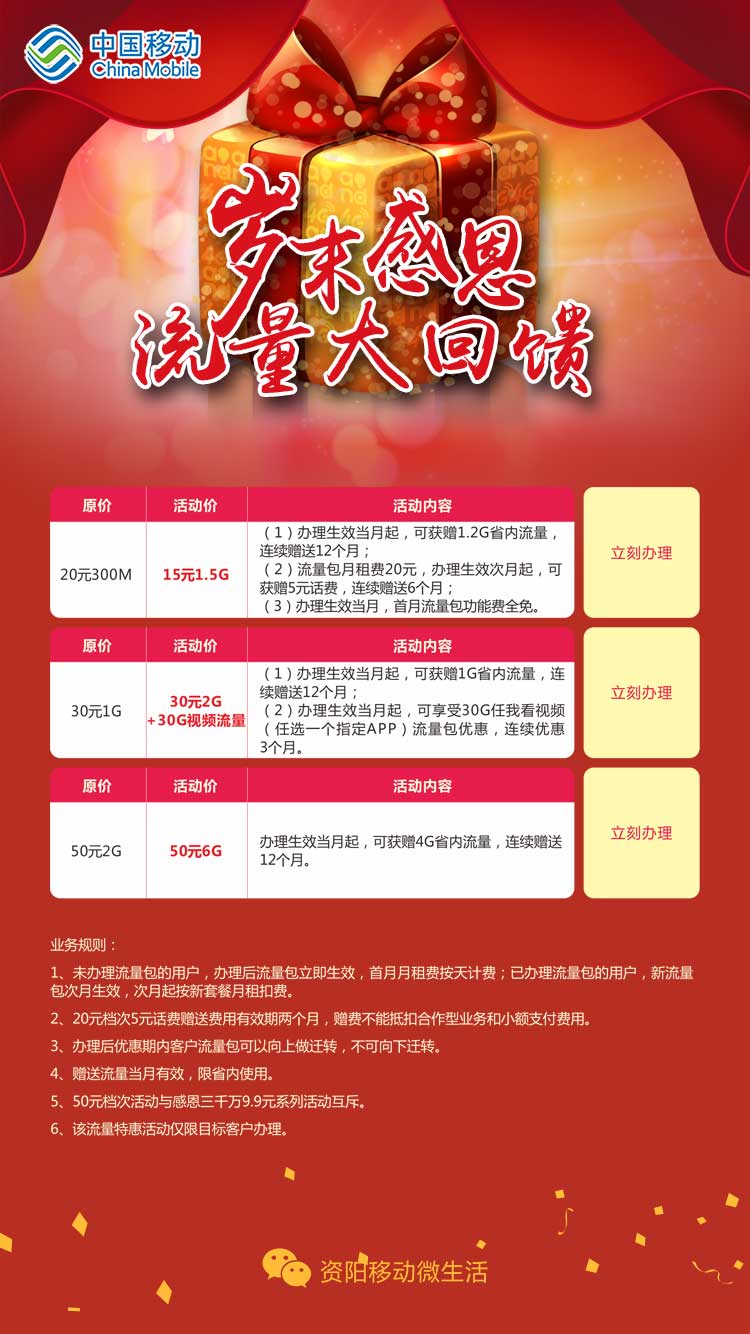 中国移动
China Mobile
岁末感恩
流量大回馈
原价 活动价 活动内容
20元300M 15元1.5G
（1）办理生效当月起，可获赠1.2G省内流量，
连续赠送12个月；
（2）流量包月租费20元，办理生效次月起，可
获赠5元话费，连续赠送6个月；
（3）办理生效当月，首月流量包功能费全免。
立刻办理
原价 活动价 活动内容
30元1G
30元2G
+30G视频流量
（1）办理生效当月起，可获赠1G省内流量，连
续赠送12个月；
（2）办理生效当月起，可享受30G任我看视频
（任选一个指定APP）流量包优惠，连续优惠
3个月。
立刻办理
原价 活动价 活动内容
50元2G 50元6G
办理生效当月起，可获赠4G省内流量，连续赠送
12个月。
立刻办理
业务规则：
1、未办理流量包的用户，办理后流量包立即生效，首月月租费按天计费；已办理流量包的用户，新流量
包次月生效，次月起按新套餐月租扣费。
2、20元档次5元话费赠送费用有效期两个月，赠费不能抵扣合作型业务和小额支付费用。
3、办理后优惠期内客户流量包可以向上做迁转，不可向下迁转。
4、赠送流量当月有效，限省内使用。
5、50元档次活动与感恩三千万9.9元系列活动互斥。
6、该流量特惠活动仅限目标客户办理。
资阳移动微生活